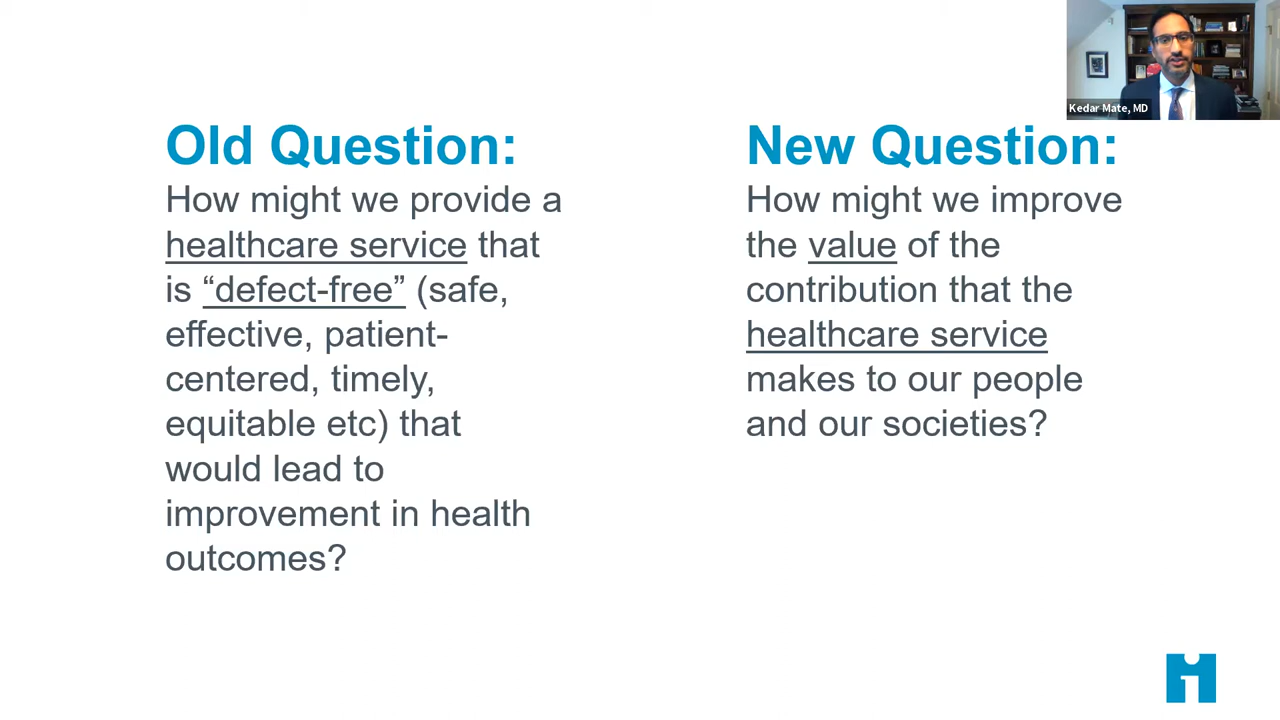 Kedar Mate, MD
Old Question:
How might we provide a
healthcare service that
is “defect-free” (safe,
effective, patient-
centered, timely,
equitable etc) that
would lead to
improvement in health
outcomes?
New Question:
How might we improve
the value of the
contribution that the
healthcare service
makes to our people
and our societies?